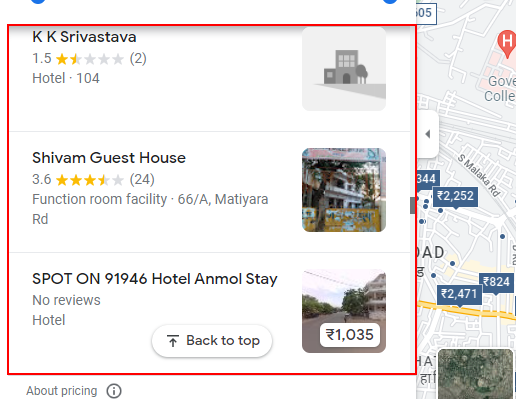 K K Srivastava
1.5 (2)
Hotel · 104
Shivam Guest House
3.6 (24)
Function room facility · 66/A, Matiyara
Rd
SPOT ON 91946 Hotel Anmol Stay
No reviews
Hotel
₹1,035
Back to top
About pricing
605
H
Gove
Colle
S Malaka Rd
344
₹2,252
OAD
₹824
₹2,471
HAT